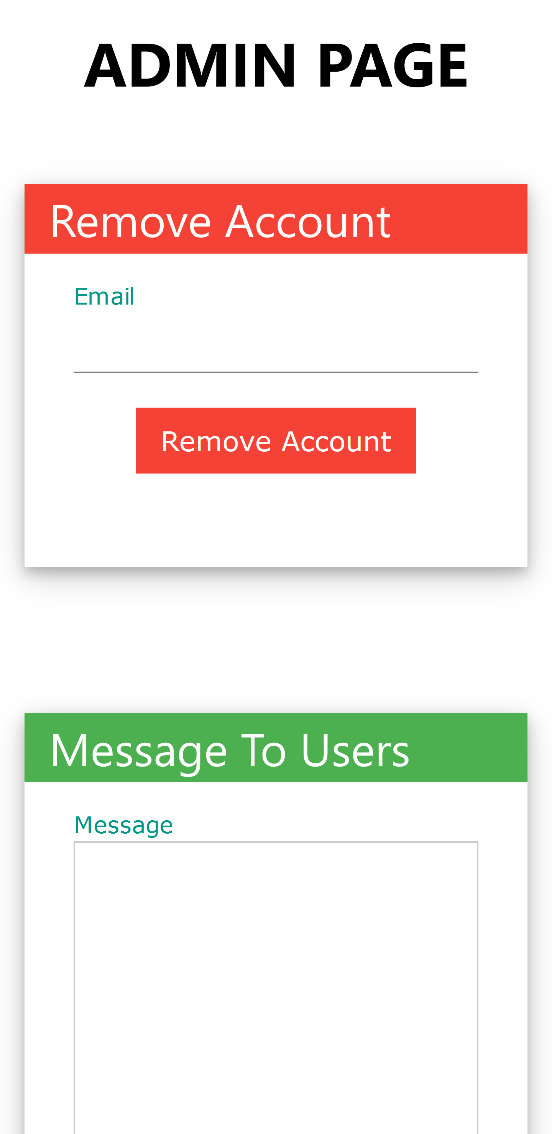 ADMIN PAGE
Remove Account
Email
Remove Account
Message To Users
Message